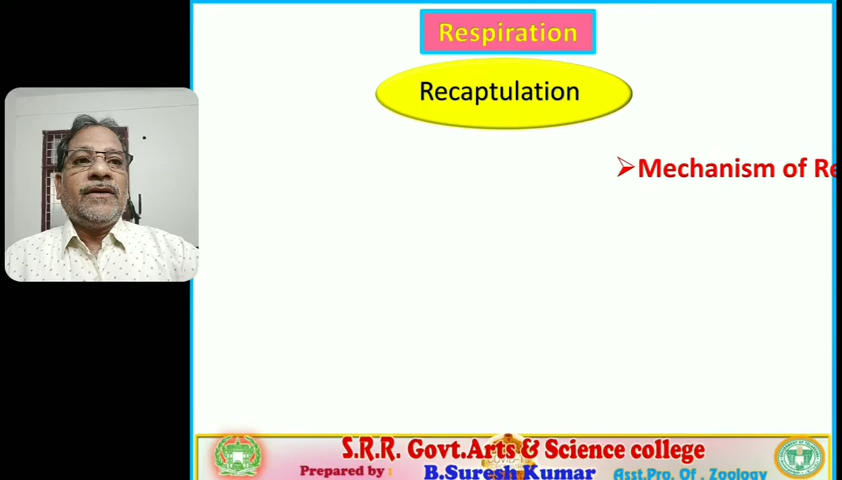 Respiration
Recaptulation
➢Mechanism of Re
S.R.R. Govt.Arts & Science college
Prepared by : B.Suresh Kumar Asst.Pro. Of . Zoology